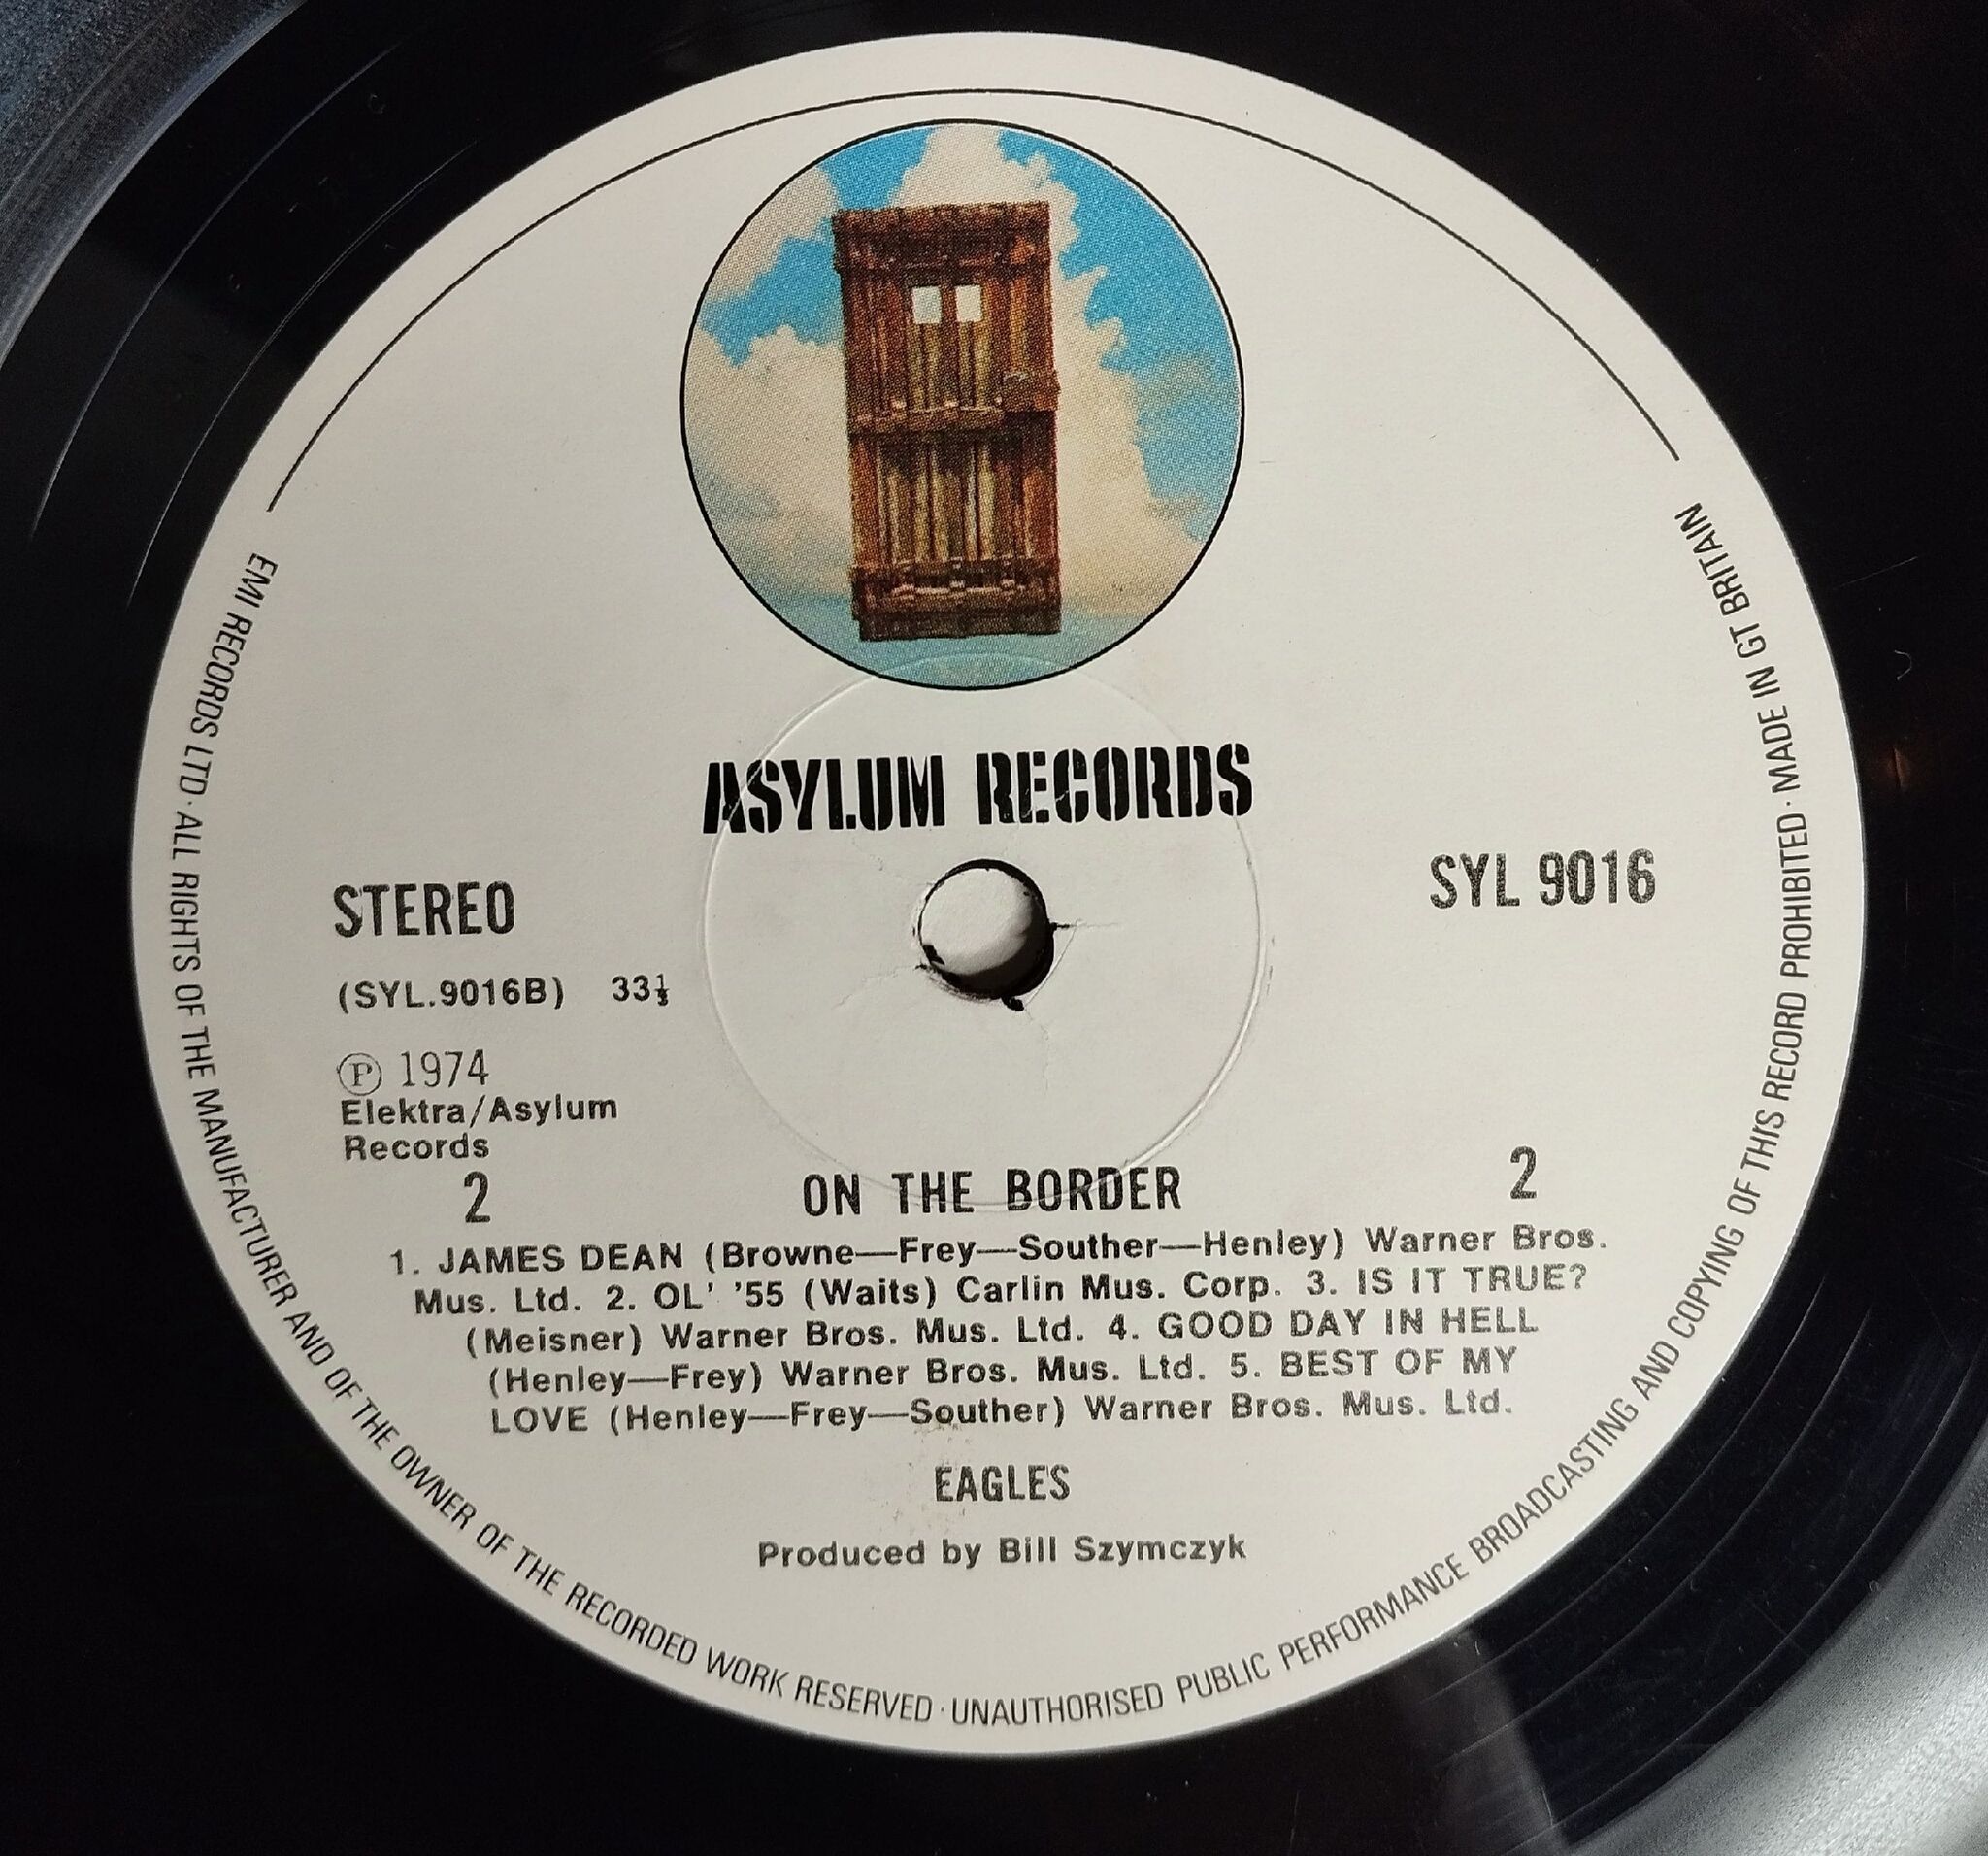 ASYLUM RECORDS
STEREO
SYL 9016
(SYL.9016B) 33⅓
Ⓟ 1974
Elektra/Asylum
Records
2 ON THE BORDER 2
1. JAMES DEAN (Browne—Frey—Souther—Henley) Warner Bros.
Mus. Ltd. 2. OL' '55 (Waits) Carlin Mus. Corp. 3. IS IT TRUE?
(Meisner) Warner Bros. Mus. Ltd. 4. GOOD DAY IN HELL
(Henley—Frey) Warner Bros. Mus. Ltd. 5. BEST OF MY
LOVE (Henley—Frey—Souther) Warner Bros. Mus. Ltd.
EAGLES
Produced by Bill Szymczyk
EMI RECORDS LTD · ALL RIGHTS OF THE MANUFACTURER AND OF THE OWNER OF THE RECORDED WORK RESERVED · UNAUTHORISED PUBLIC PERFORMANCE BROADCASTING AND COPYING OF THIS RECORD PROHIBITED · MADE IN GT BRITAIN